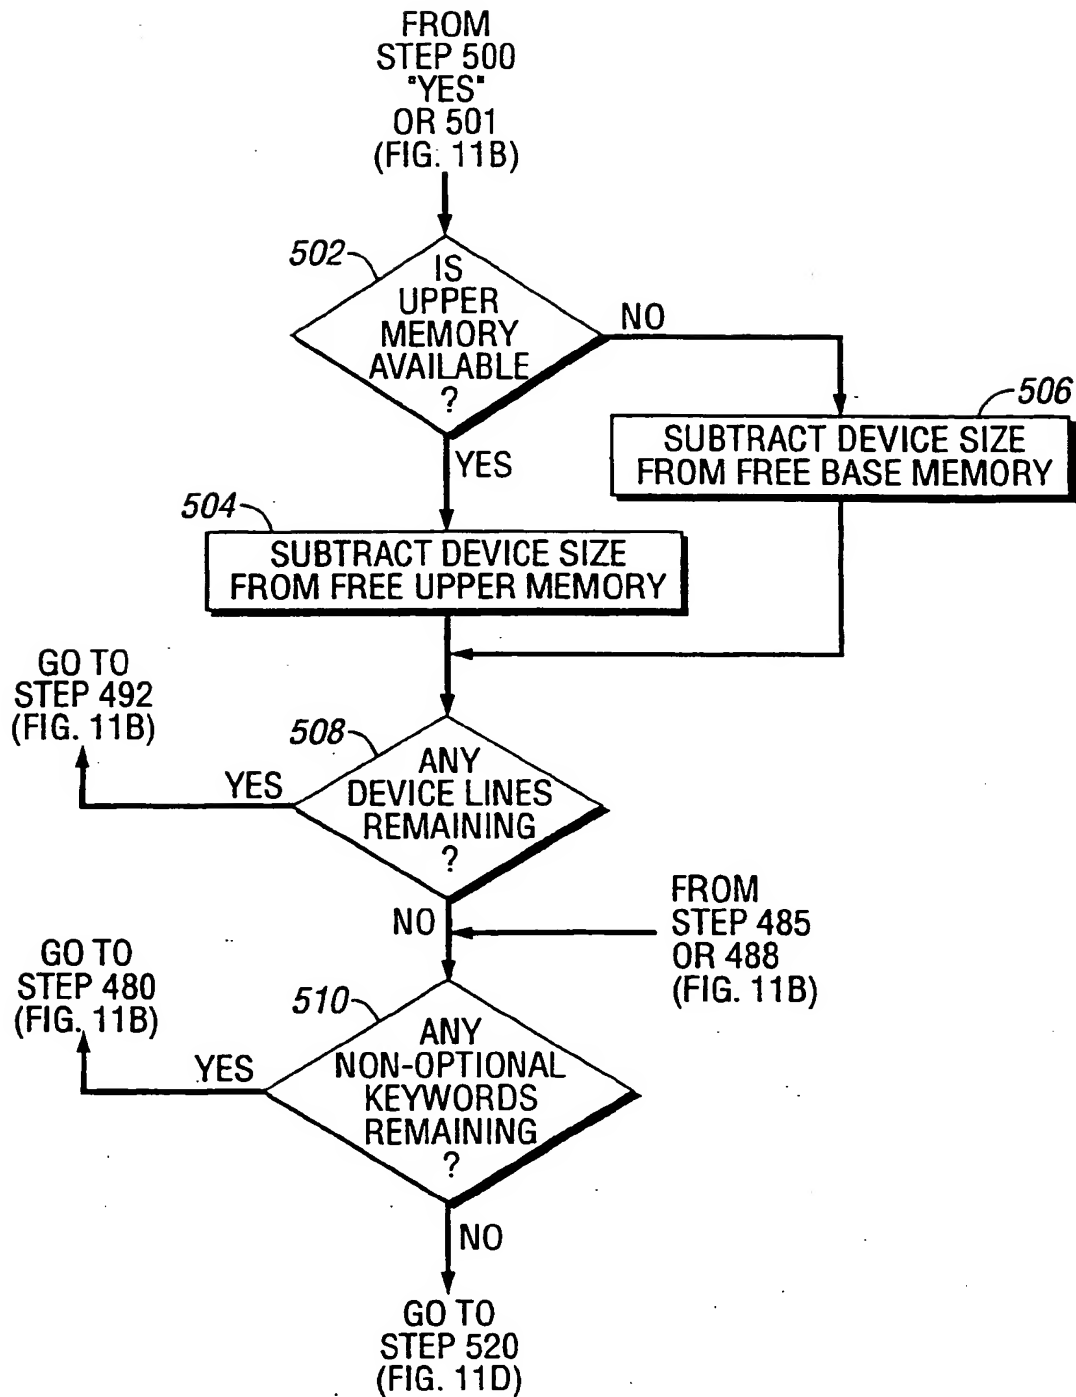 FROM
STEP 500
"YES"
OR 501
(FIG. 11B)
502
IS
UPPER
MEMORY
AVAILABLE
?
NO
YES
506
SUBTRACT DEVICE SIZE
FROM FREE BASE MEMORY
504
SUBTRACT DEVICE SIZE
FROM FREE UPPER MEMORY
GO TO
STEP 492
(FIG. 11B)
508
YES
ANY
DEVICE LINES
REMAINING
?
NO
FROM
STEP 485
OR 488
(FIG. 11B)
GO TO
STEP 480
(FIG. 11B)
510
YES
ANY
NON-OPTIONAL
KEYWORDS
REMAINING
?
NO
GO TO
STEP 520
(FIG. 11D)